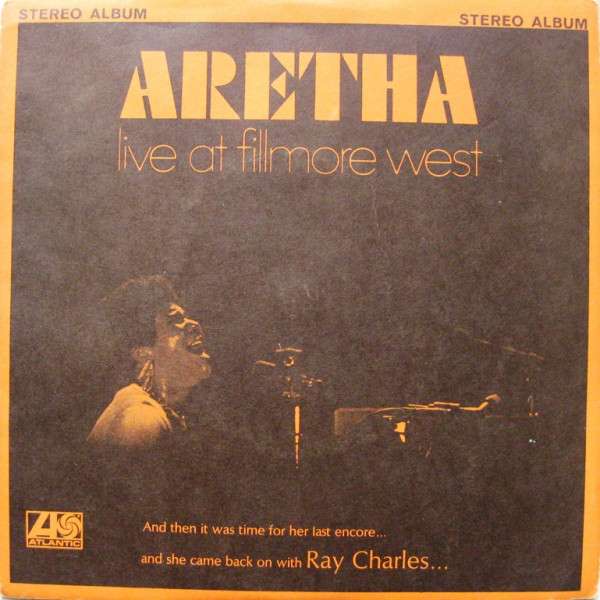 STEREO ALBUM
STEREO ALBUM
ARETHA
live at fillmore west
ATLANTIC
And then it was time for her last encore...
and she came back on with Ray Charles...